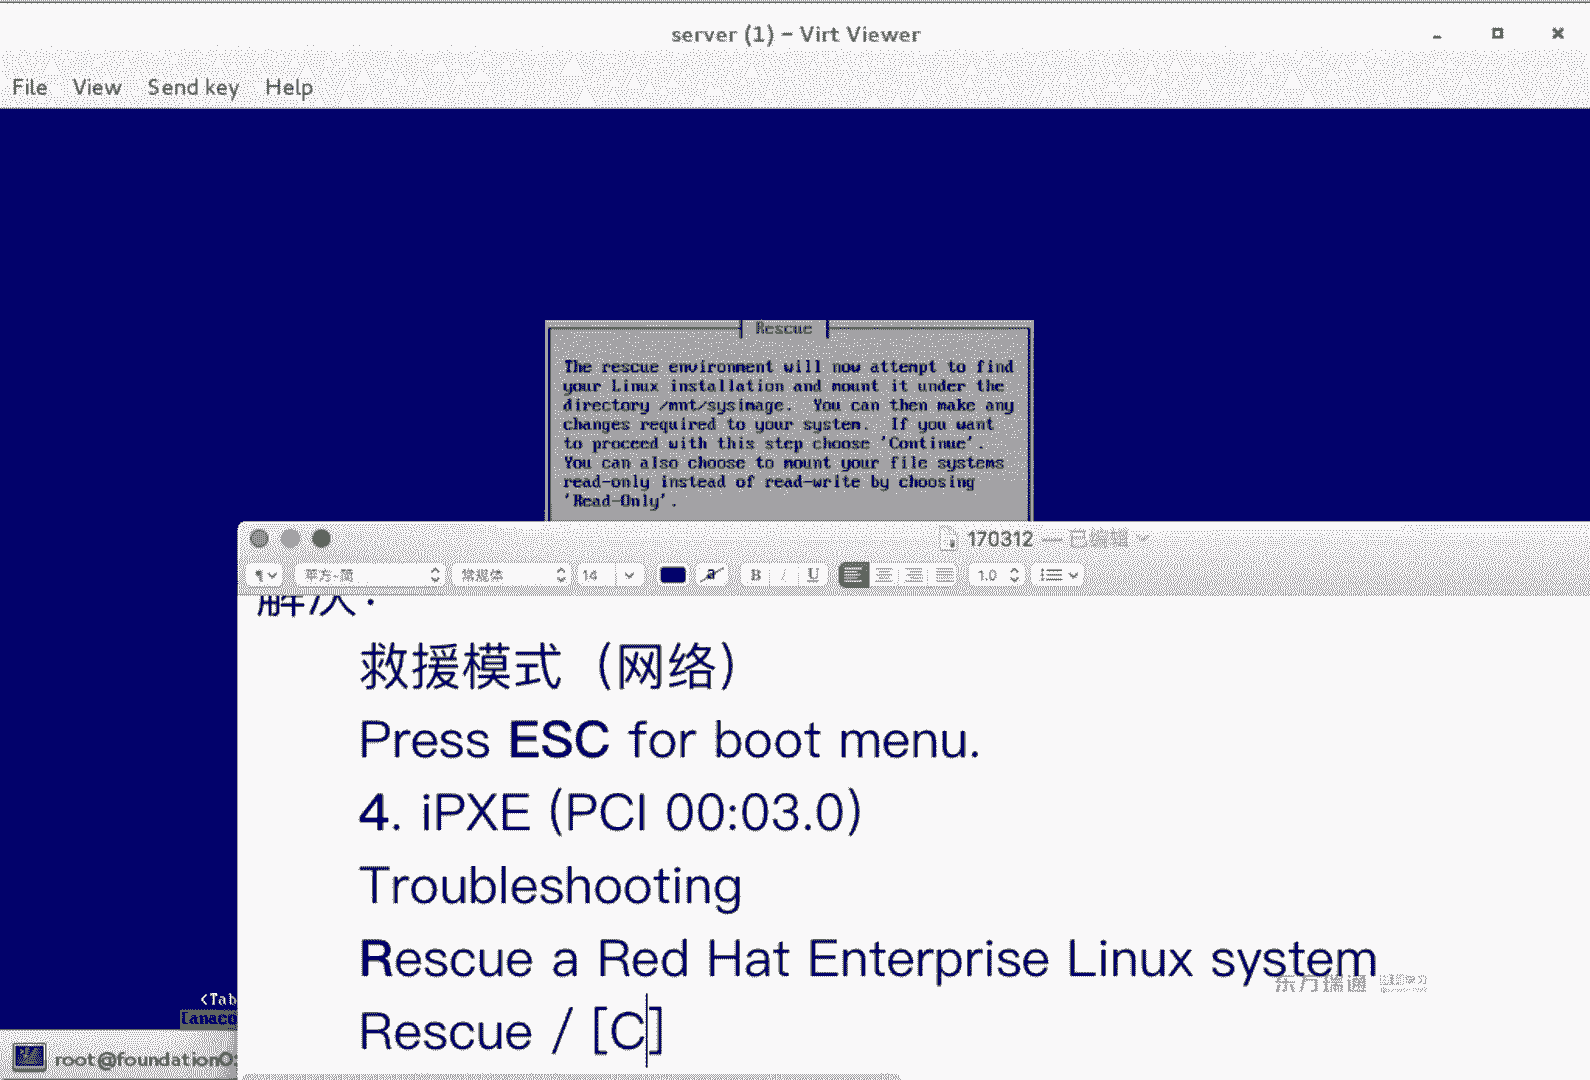 server (1) – Virt Viewer
File View Send key Help
Rescue
The rescue environment will now attempt to find
your Linux installation and mount it under the
directory /mnt/sysimage.  You can then make any
changes required to your system.  If you want
to proceed with this step choose 'Continue'.
You can also choose to mount your file systems
read-only instead of read-write by choosing
'Read-Only'.
170312 — 已编辑
苹方-简 常规体 14 a B I U 1.0
解决：
救援模式（网络）
Press ESC for boot menu.
4. iPXE (PCI 00:03.0)
Troubleshooting
Rescue a Red Hat Enterprise Linux system
东方瑞通
Rescue / [C]
<Tab
[anaco
root@foundation0: